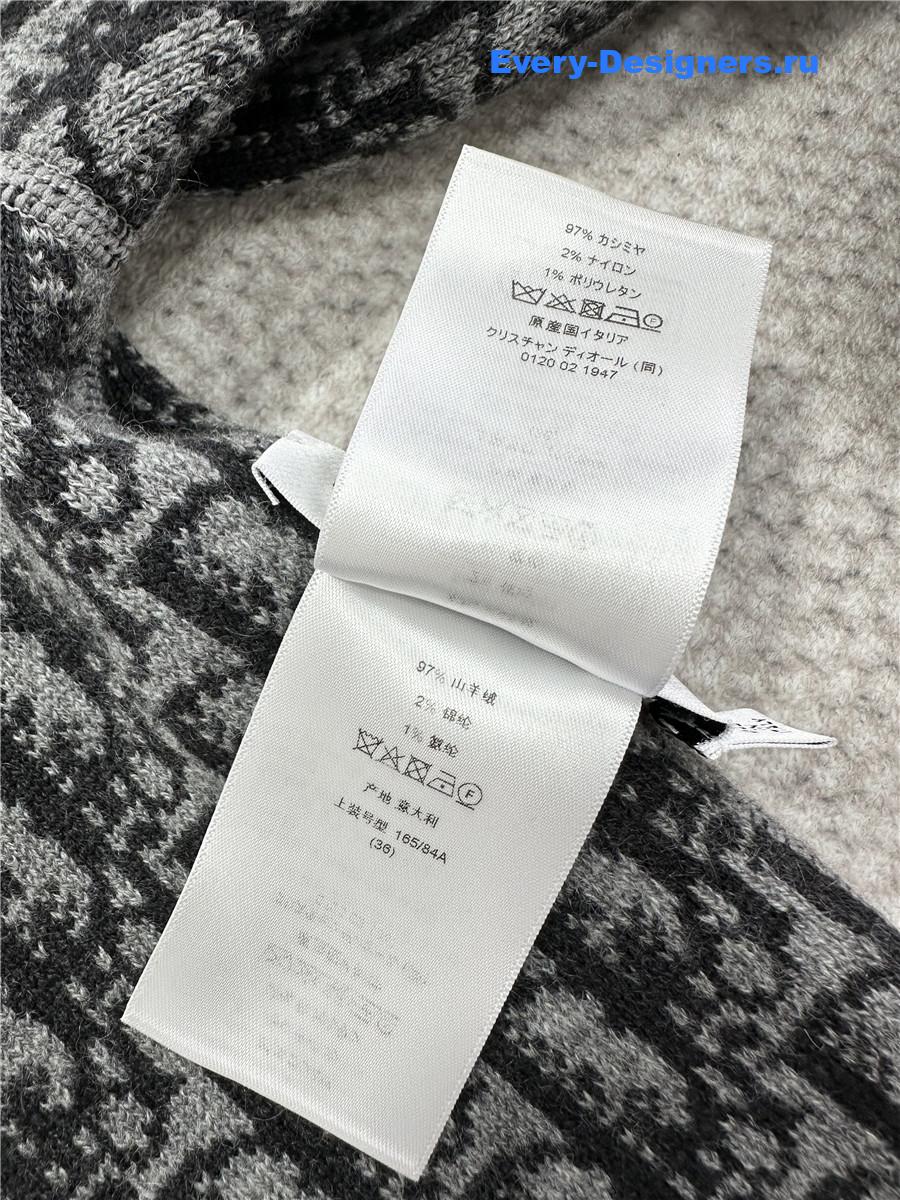 Every-Designers.ru
97% カシミヤ
2% ナイロン
1% ポリウレタン
原産国イタリア
クリスチャン ディオール（同）
0120 02 1947
97% 山羊绒
2% 锦纶
1% 氨纶
F
产地 意大利
上装号型 165/84A
(36)